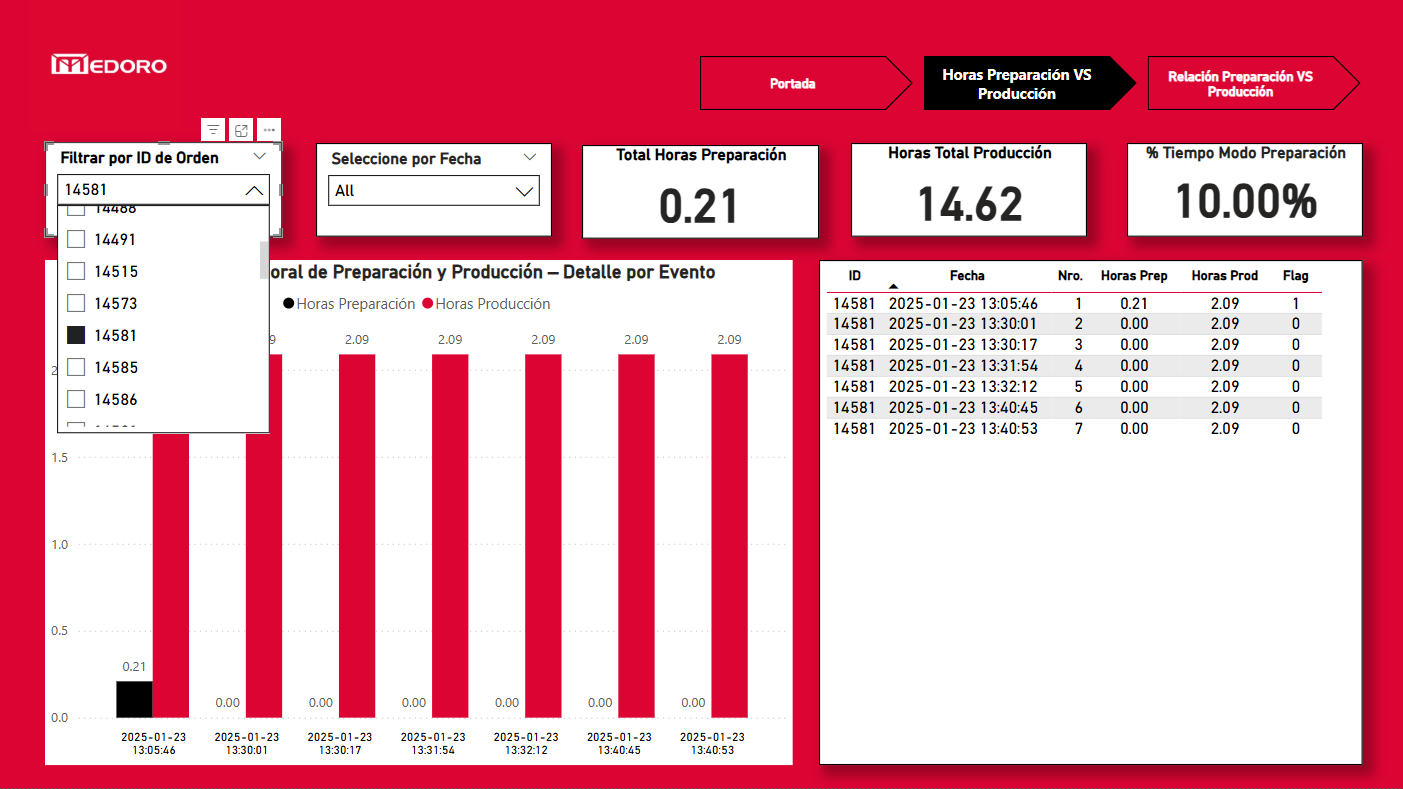 MEDORO
Portada
Horas Preparación VS
Producción
Relación Preparación VS
Producción
Filtrar por ID de Orden
14581
14488
14491
14515
14573
14581
14585
14586
Seleccione por Fecha
All
Total Horas Preparación
0.21
Horas Total Producción
14.62
% Tiempo Modo Preparación
10.00%
oral de Preparación y Producción – Detalle por Evento
Horas Preparación Horas Producción
9 2.09 2.09 2.09 2.09 2.09
2
1.5
1.0
0.5
0.0
0.21 0.00 0.00 0.00 0.00 0.00 0.00
2025-01-23 2025-01-23 2025-01-23 2025-01-23 2025-01-23 2025-01-23 2025-01-23
13:05:46 13:30:01 13:30:17 13:31:54 13:32:12 13:40:45 13:40:53
ID Fecha Nro. Horas Prep Horas Prod Flag
14581 2025-01-23 13:05:46 1 0.21 2.09 1
14581 2025-01-23 13:30:01 2 0.00 2.09 0
14581 2025-01-23 13:30:17 3 0.00 2.09 0
14581 2025-01-23 13:31:54 4 0.00 2.09 0
14581 2025-01-23 13:32:12 5 0.00 2.09 0
14581 2025-01-23 13:40:45 6 0.00 2.09 0
14581 2025-01-23 13:40:53 7 0.00 2.09 0